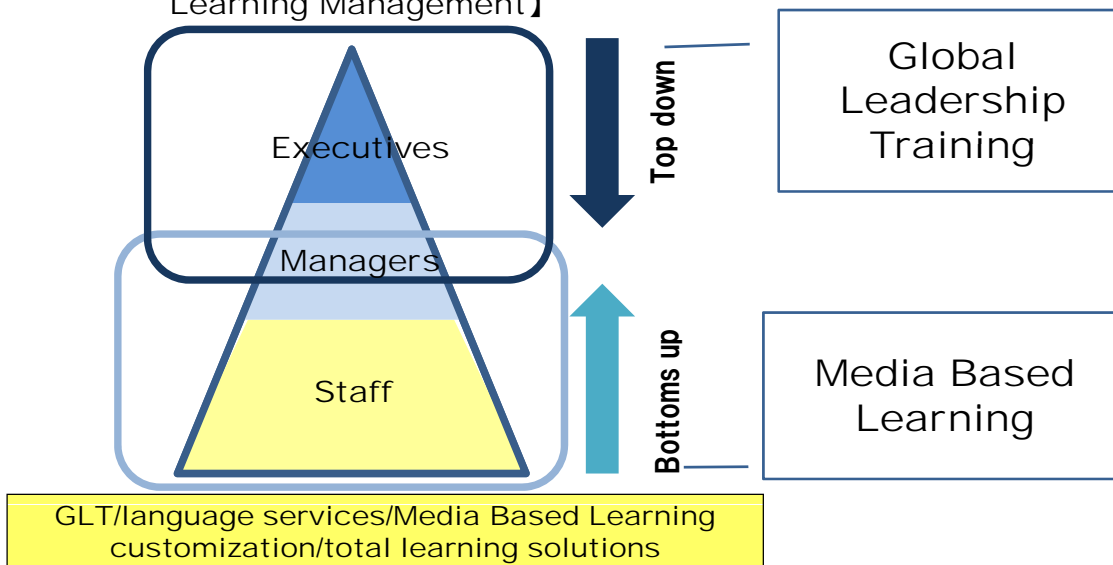 Learning Management】
Global
Leadership
Training
Top down
Executives
Managers
Staff
Bottoms up
Media Based
Learning
GLT/language services/Media Based Learning
customization/total learning solutions